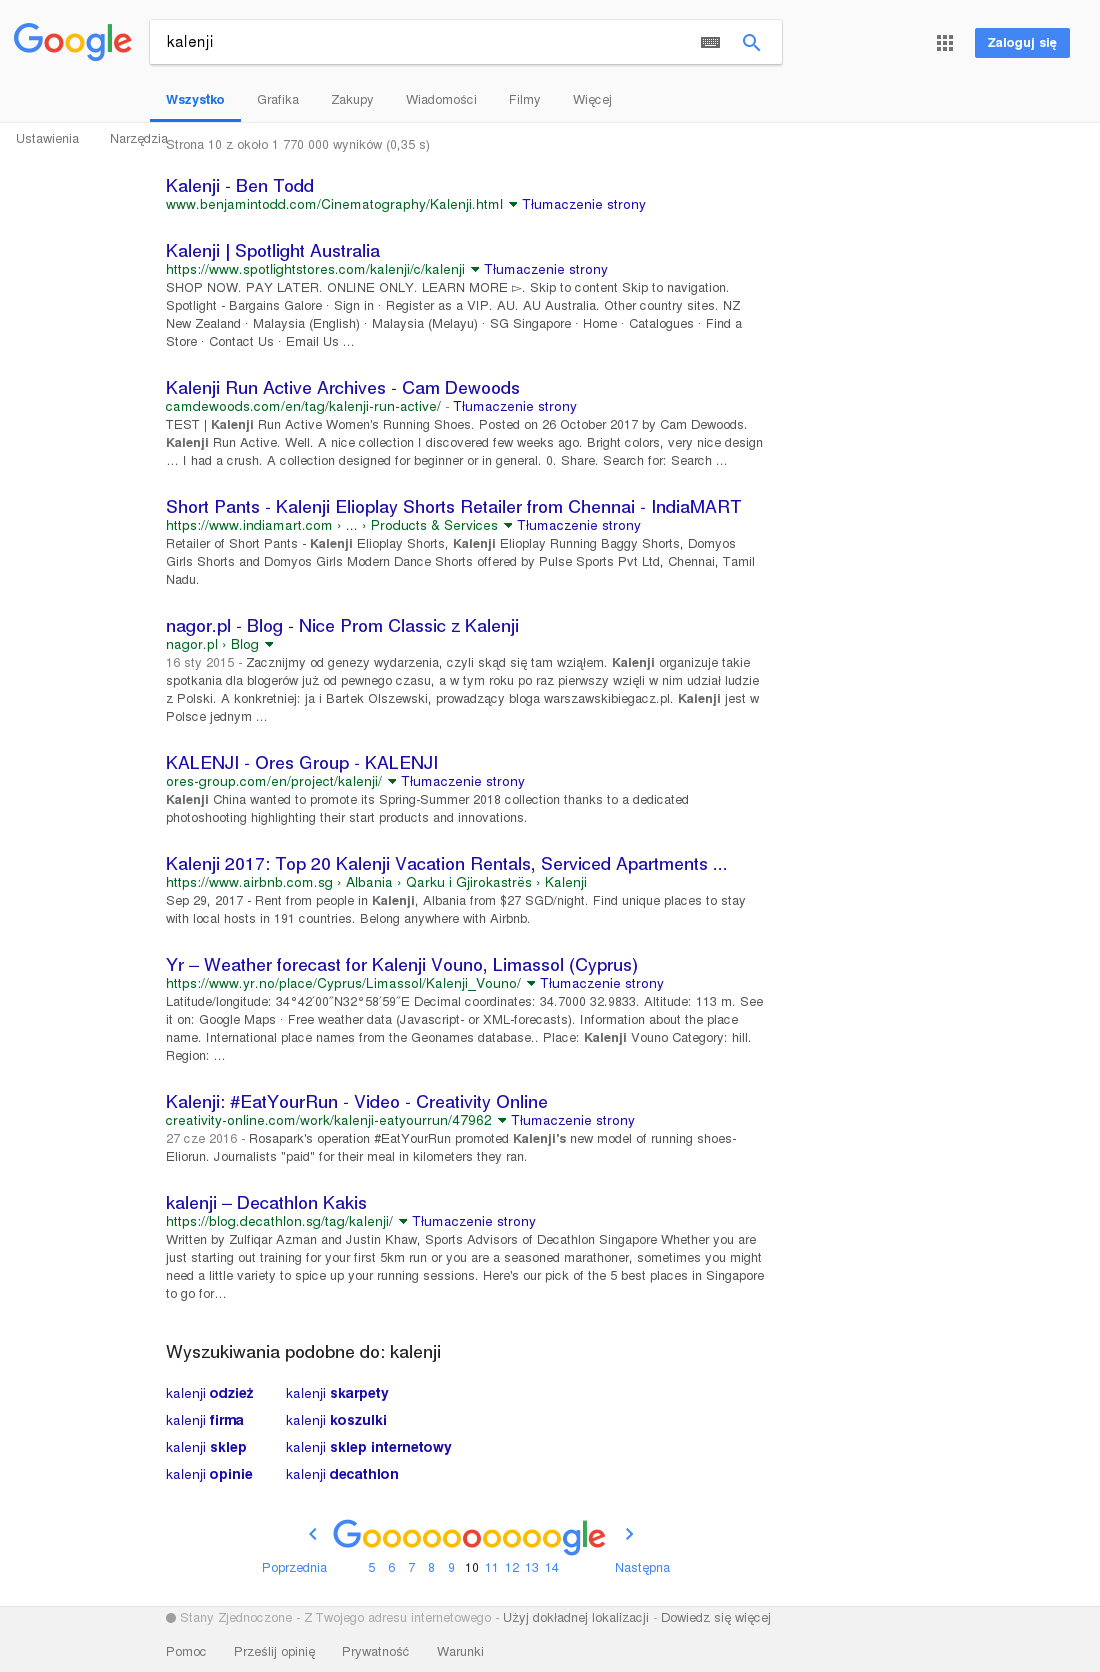 Google
kalenji
Zaloguj się
Wszystko Grafika Zakupy Wiadomości Filmy Więcej
Ustawienia Narzędzia
Strona 10 z około 1 770 000 wyników (0,35 s)
Kalenji - Ben Todd
www.benjamintodd.com/Cinematography/Kalenji.html ▼ Tłumaczenie strony
Kalenji | Spotlight Australia
https://www.spotlightstores.com/kalenji/c/kalenji ▼ Tłumaczenie strony
SHOP NOW. PAY LATER. ONLINE ONLY. LEARN MORE ▻. Skip to content Skip to navigation.
Spotlight - Bargains Galore · Sign in · Register as a VIP. AU. AU Australia. Other country sites. NZ
New Zealand · Malaysia (English) · Malaysia (Melayu) · SG Singapore · Home · Catalogues · Find a
Store · Contact Us · Email Us ...
Kalenji Run Active Archives - Cam Dewoods
camdewoods.com/en/tag/kalenji-run-active/ - Tłumaczenie strony
TEST | Kalenji Run Active Women's Running Shoes. Posted on 26 October 2017 by Cam Dewoods.
Kalenji Run Active. Well. A nice collection I discovered few weeks ago. Bright colors, very nice design
... I had a crush. A collection designed for beginner or in general. 0. Share. Search for: Search ...
Short Pants - Kalenji Elioplay Shorts Retailer from Chennai - IndiaMART
https://www.indiamart.com › ... › Products & Services ▼ Tłumaczenie strony
Retailer of Short Pants - Kalenji Elioplay Shorts, Kalenji Elioplay Running Baggy Shorts, Domyos
Girls Shorts and Domyos Girls Modern Dance Shorts offered by Pulse Sports Pvt Ltd, Chennai, Tamil
Nadu.
nagor.pl - Blog - Nice Prom Classic z Kalenji
nagor.pl › Blog ▼
16 sty 2015 - Zacznijmy od genezy wydarzenia, czyli skąd się tam wziąłem. Kalenji organizuje takie
spotkania dla blogerów już od pewnego czasu, a w tym roku po raz pierwszy wzięli w nim udział ludzie
z Polski. A konkretniej: ja i Bartek Olszewski, prowadzący bloga warszawskibiegacz.pl. Kalenji jest w
Polsce jednym ...
KALENJI - Ores Group - KALENJI
ores-group.com/en/project/kalenji/ ▼ Tłumaczenie strony
Kalenji China wanted to promote its Spring-Summer 2018 collection thanks to a dedicated
photoshooting highlighting their start products and innovations.
Kalenji 2017: Top 20 Kalenji Vacation Rentals, Serviced Apartments ...
https://www.airbnb.com.sg › Albania › Qarku i Gjirokastrës › Kalenji
Sep 29, 2017 - Rent from people in Kalenji, Albania from $27 SGD/night. Find unique places to stay
with local hosts in 191 countries. Belong anywhere with Airbnb.
Yr – Weather forecast for Kalenji Vouno, Limassol (Cyprus)
https://www.yr.no/place/Cyprus/Limassol/Kalenji_Vouno/ ▼ Tłumaczenie strony
Latitude/longitude: 34°42′00″N32°58′59″E Decimal coordinates: 34.7000 32.9833. Altitude: 113 m. See
it on: Google Maps · Free weather data (Javascript- or XML-forecasts). Information about the place
name. International place names from the Geonames database.. Place: Kalenji Vouno Category: hill.
Region: ...
Kalenji: #EatYourRun - Video - Creativity Online
creativity-online.com/work/kalenji-eatyourrun/47962 ▼ Tłumaczenie strony
27 cze 2016 - Rosapark's operation #EatYourRun promoted Kalenji's new model of running shoes-
Eliorun. Journalists "paid" for their meal in kilometers they ran.
kalenji – Decathlon Kakis
https://blog.decathlon.sg/tag/kalenji/ ▼ Tłumaczenie strony
Written by Zulfiqar Azman and Justin Khaw, Sports Advisors of Decathlon Singapore Whether you are
just starting out training for your first 5km run or you are a seasoned marathoner, sometimes you might
need a little variety to spice up your running sessions. Here's our pick of the 5 best places in Singapore
to go for…
Wyszukiwania podobne do: kalenji
kalenji odzież kalenji skarpety
kalenji firma kalenji koszulki
kalenji sklep kalenji sklep internetowy
kalenji opinie kalenji decathlon
Goooooooooogle
Poprzednia 5 6 7 8 9 10 11 12 13 14 Następna
Stany Zjednoczone - Z Twojego adresu internetowego - Użyj dokładnej lokalizacji - Dowiedz się więcej
Pomoc Prześlij opinię Prywatność Warunki